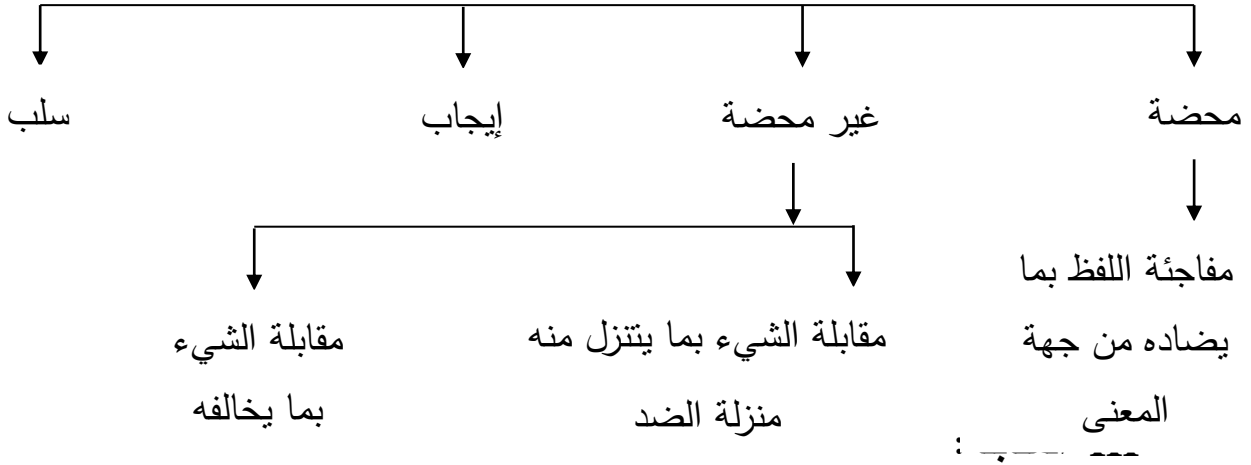 محضة
غير محضة
إيجاب
سلب
مفاجئة اللفظ بما
يضاده من جهة
المعنى
مقابلة الشيء بما يتنزل منه
منزلة الضد
مقابلة الشيء
بما يخالفه